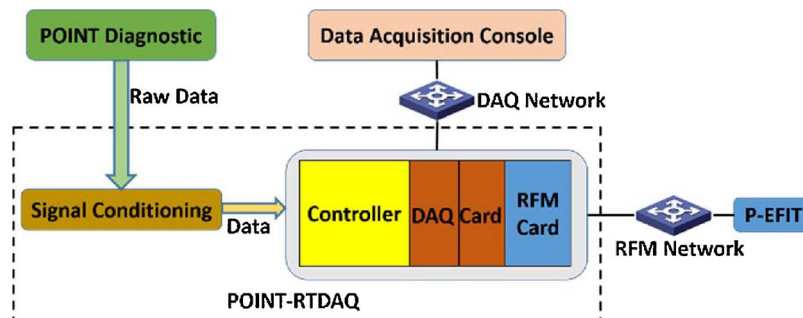 POINT Diagnostic
Data Acquisition Console
Raw Data
DAQ Network
Signal Conditioning
Data
Controller
DAQ Card
RFM
Card
P-EFIT
RFM Network
POINT-RTDAQ